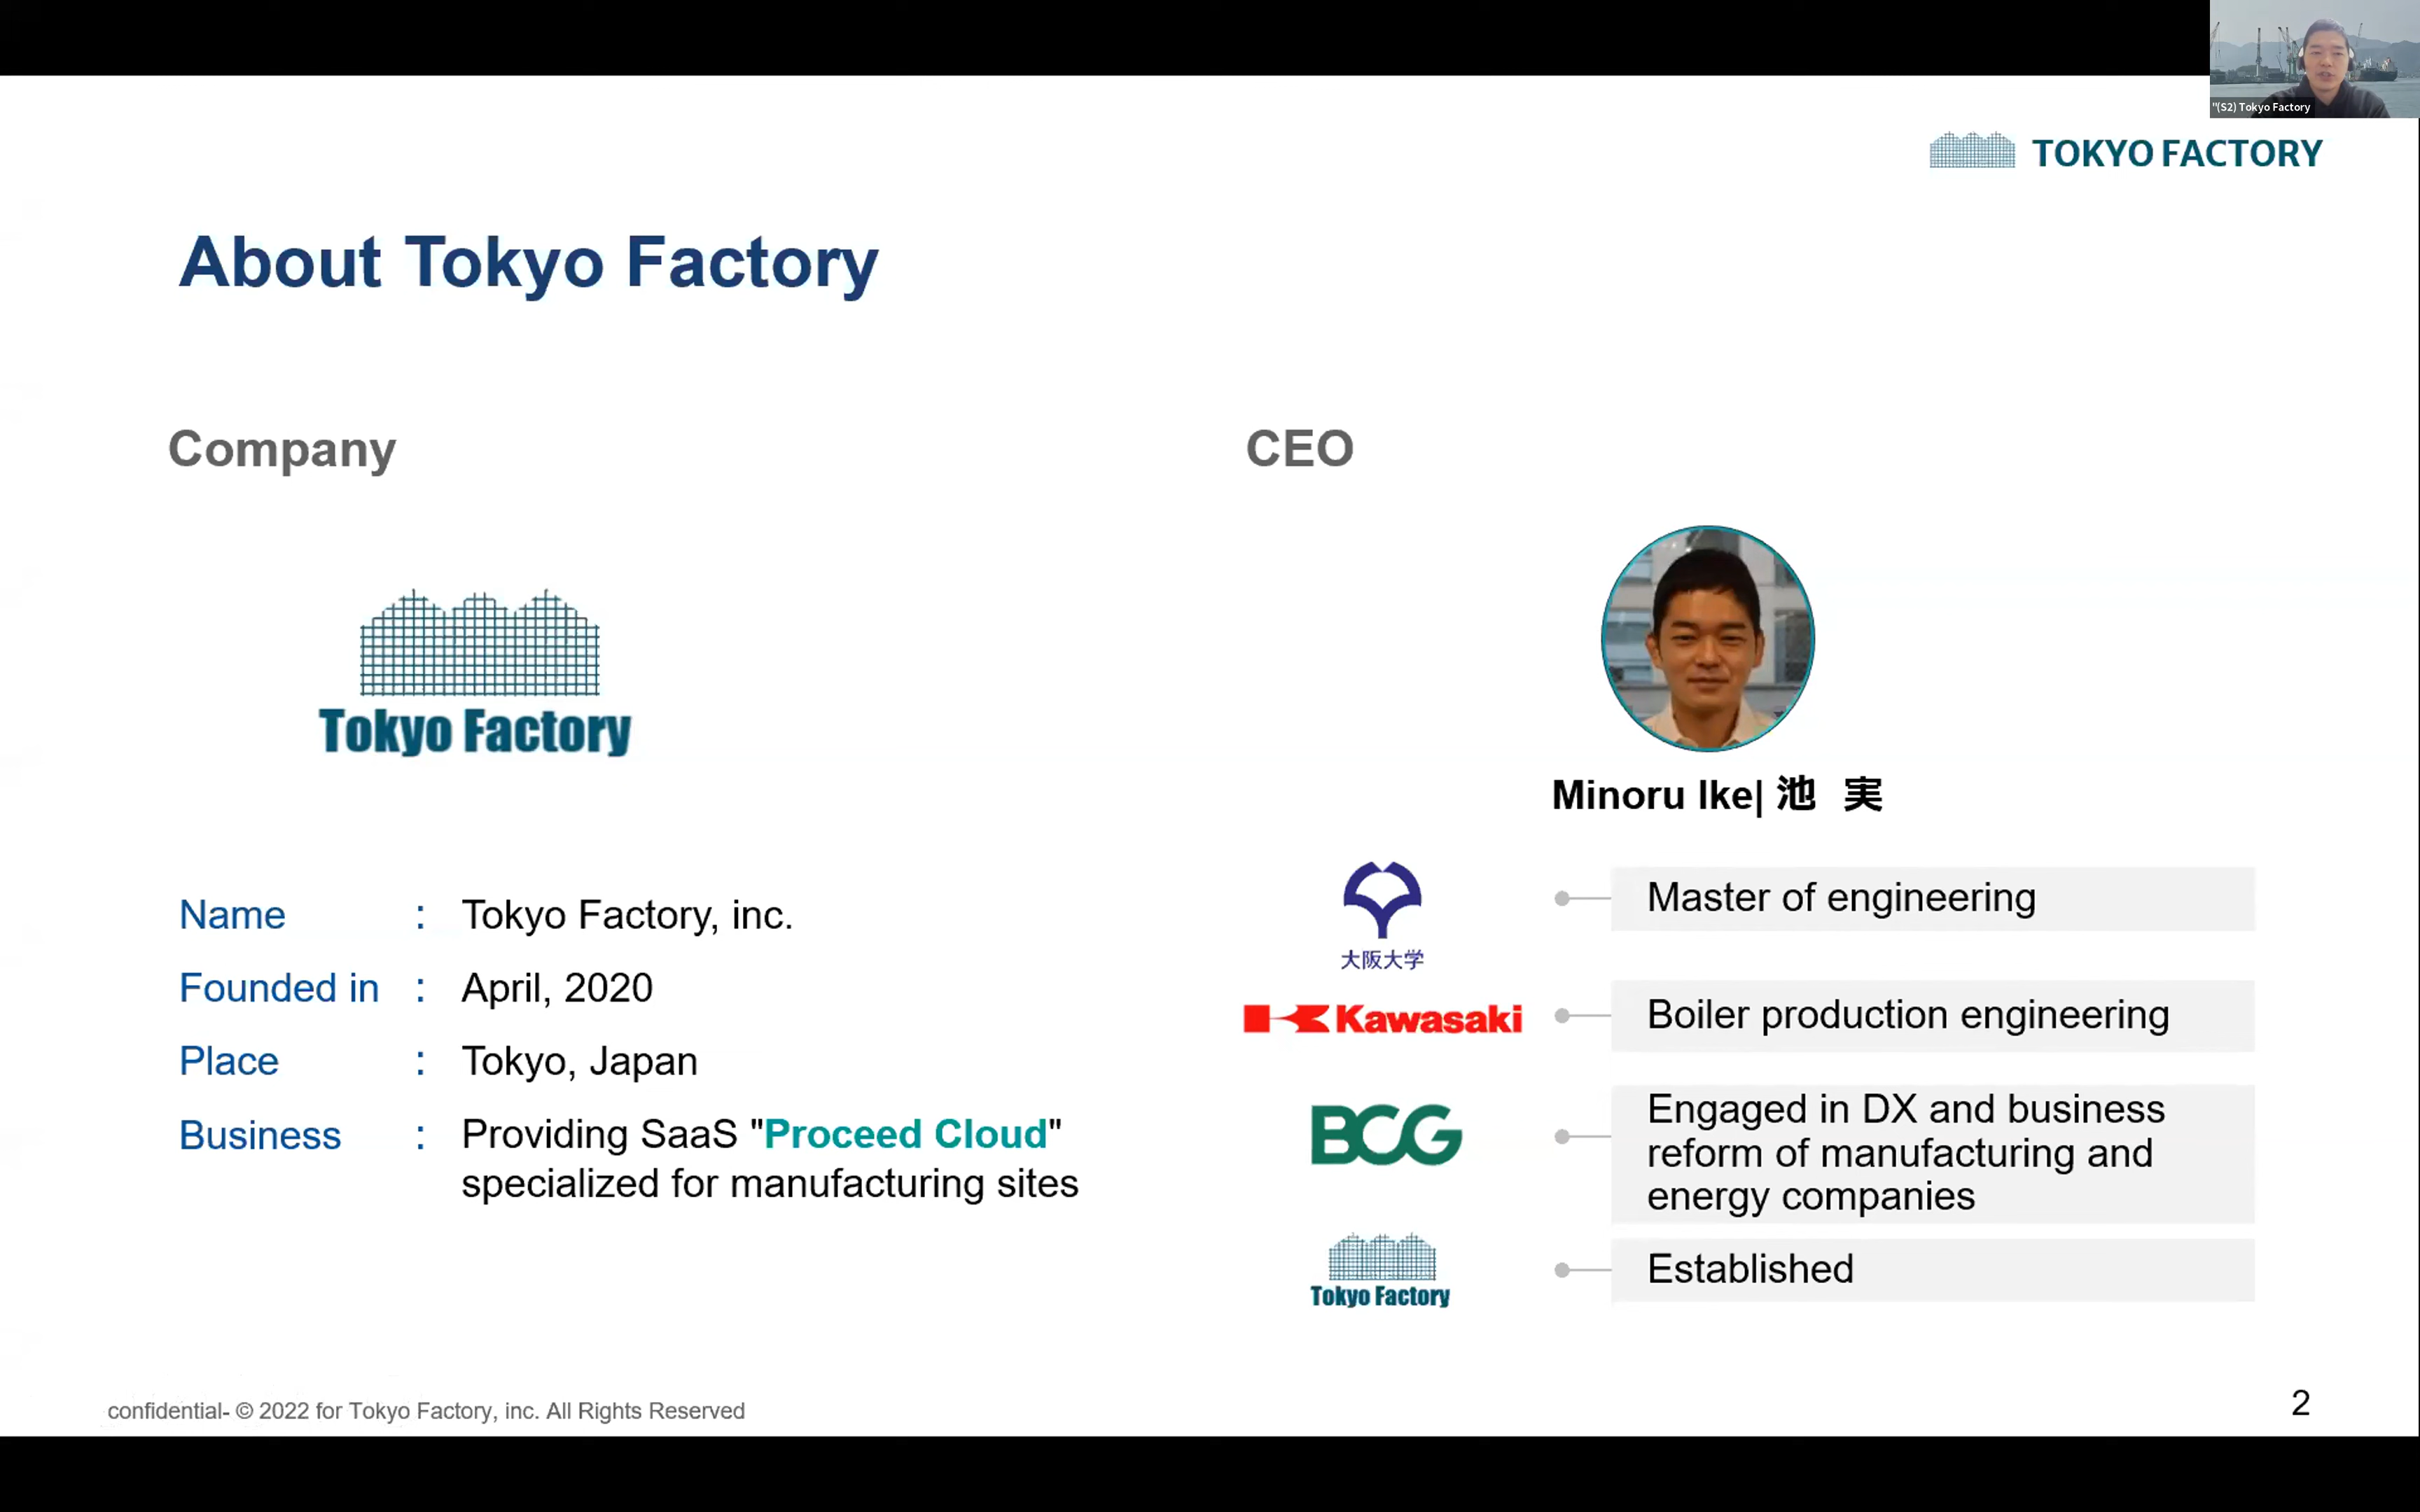 "(S2) Tokyo Factory
TOKYO FACTORY
About Tokyo Factory
Company
Tokyo Factory
Name : Tokyo Factory, inc.
Founded in : April, 2020
Place : Tokyo, Japan
Business : Providing SaaS "Proceed Cloud"
specialized for manufacturing sites
CEO
Minoru Ike| 池 実
大阪大学
Master of engineering
Kawasaki
Boiler production engineering
BCG
Engaged in DX and business
reform of manufacturing and
energy companies
Tokyo Factory
Established
confidential- © 2022 for Tokyo Factory, inc. All Rights Reserved
2